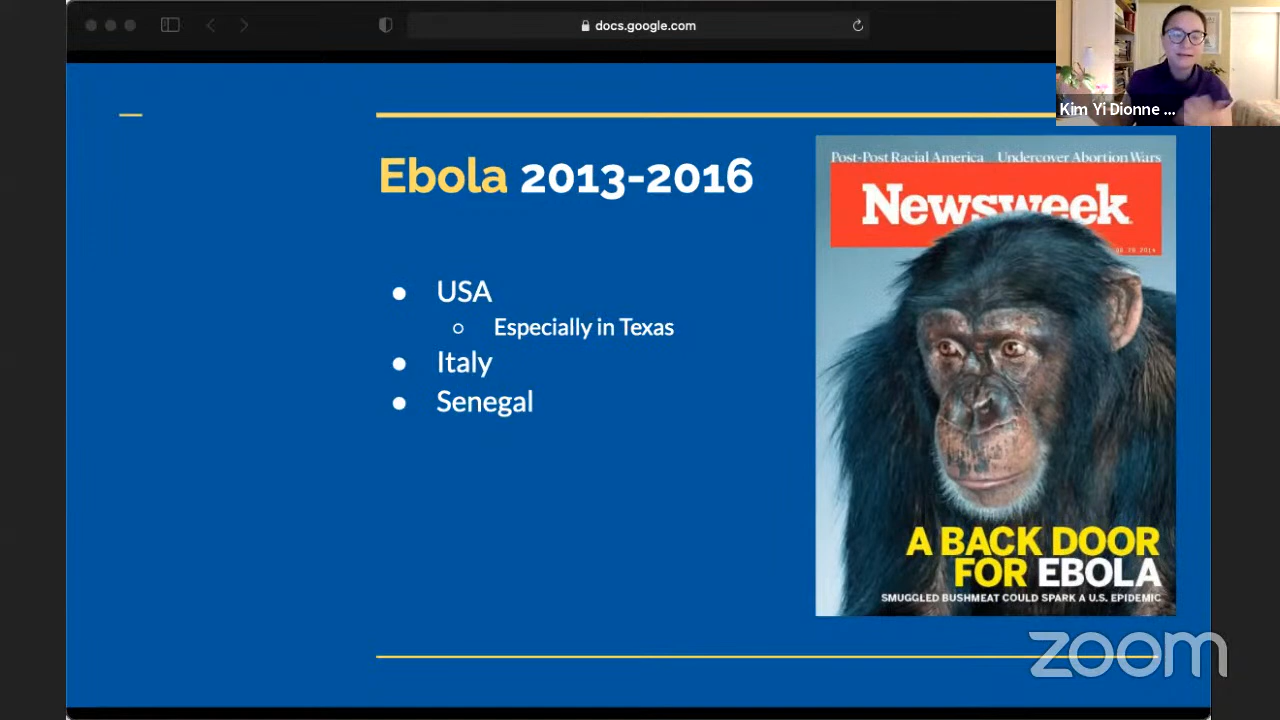 docs.google.com
Kim Yi Dionne ...
Ebola 2013-2016
USA
Especially in Texas
Italy
Senegal
Post-Post Racial America Undercover Abortion Wars
Newsweek
A BACK DOOR
FOR EBOLA
SMUGGLED BUSHMEAT COULD SPARK A U.S. EPIDEMIC
zoom